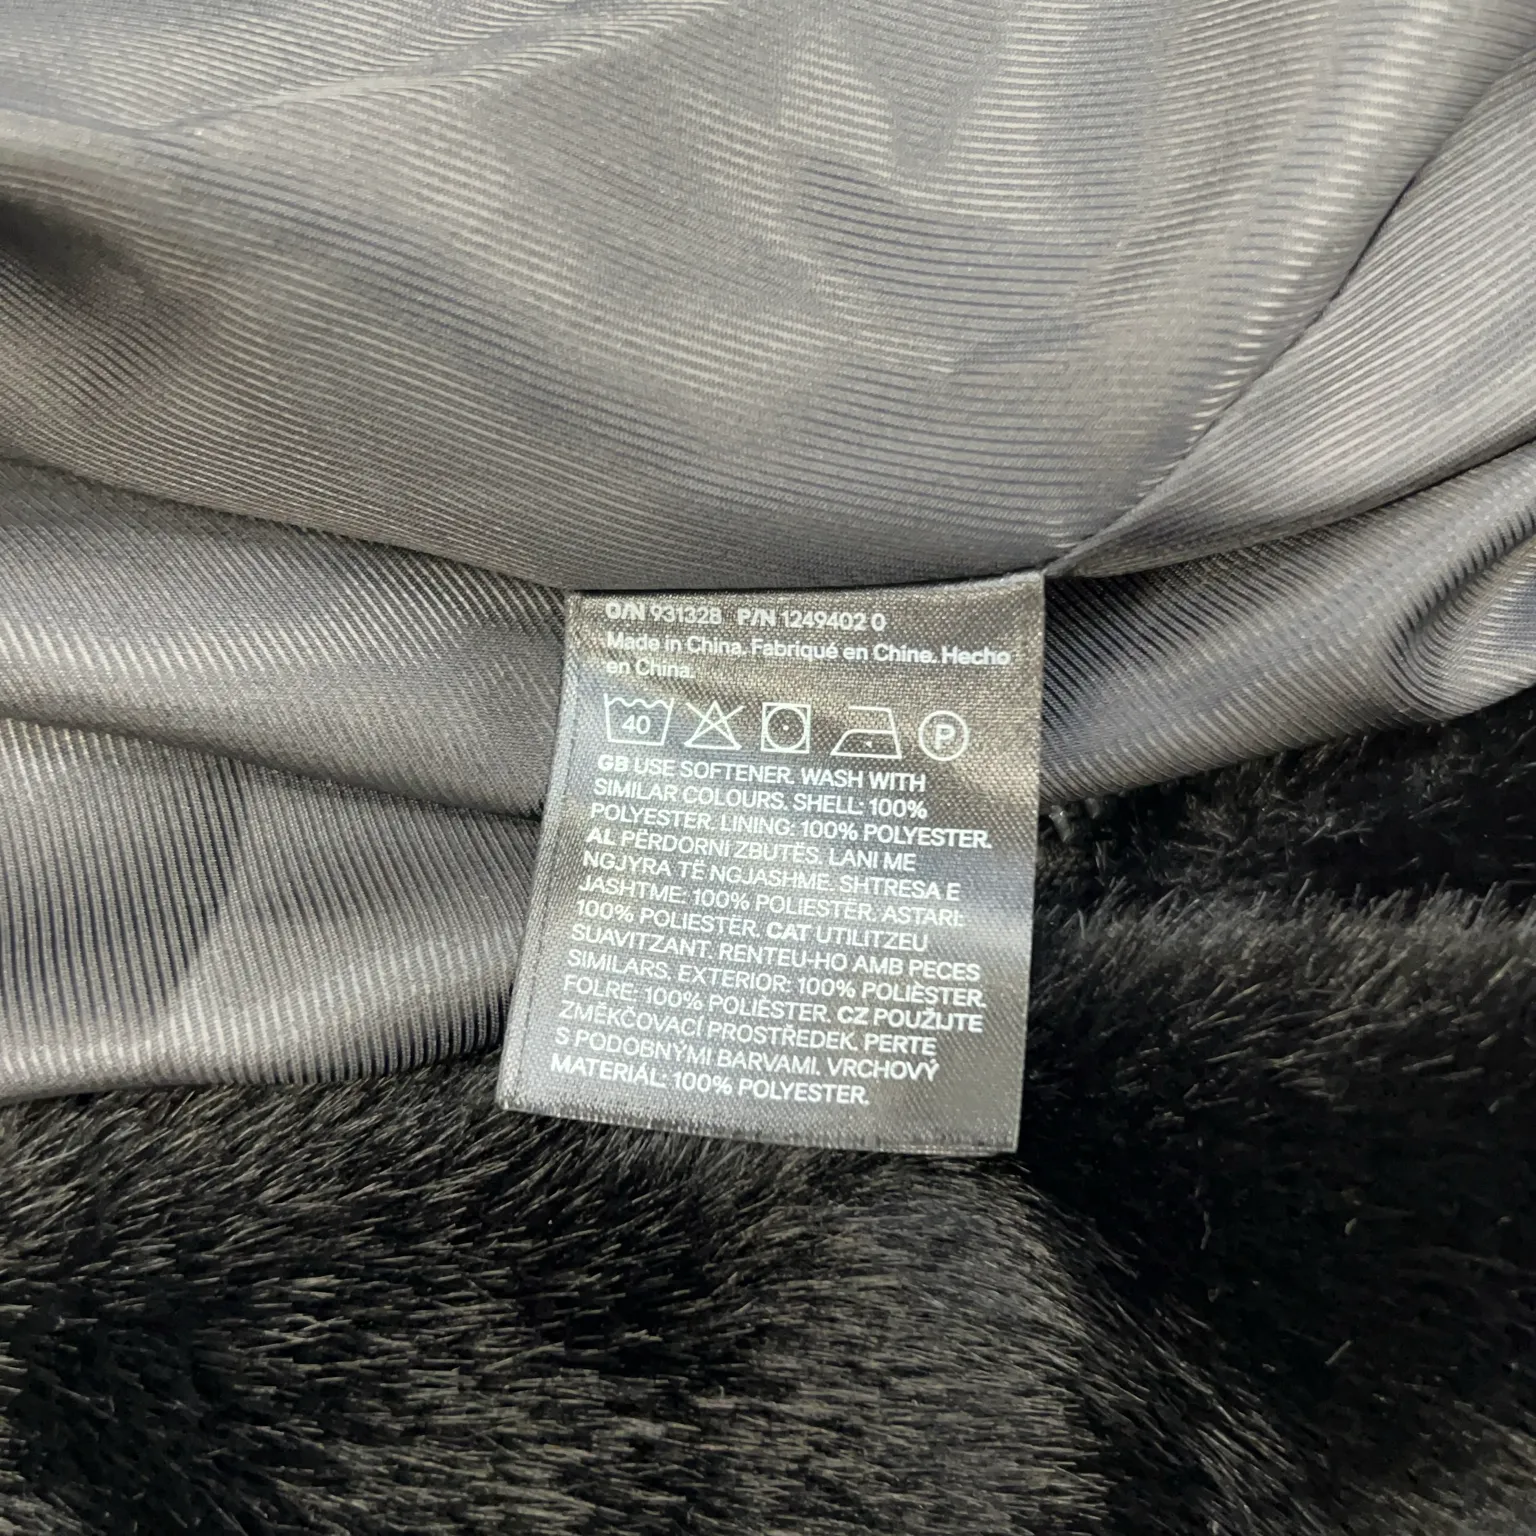 O/N 931328 P/N 1249402 0
Made in China. Fabriqué en Chine. Hecho
en China.
40 P
GB USE SOFTENER. WASH WITH
SIMILAR COLOURS. SHELL: 100%
POLYESTER. LINING: 100% POLYESTER.
AL PËRDORNI ZBUTËS. LANI ME
NGJYRA TË NGJASHME. SHTRESA E
JASHTME: 100% POLIESTËR. ASTARI:
100% POLIESTËR. CAT UTILITZEU
SUAVITZANT. RENTEU-HO AMB PECES
SIMILARS. EXTERIOR: 100% POLIÈSTER.
FOLRE: 100% POLIÈSTER. CZ POUŽIJTE
ZMĚKČOVACÍ PROSTŘEDEK. PERTE
S PODOBNÝMI BARVAMI. VRCHOVÝ
MATERIÁL: 100% POLYESTER.